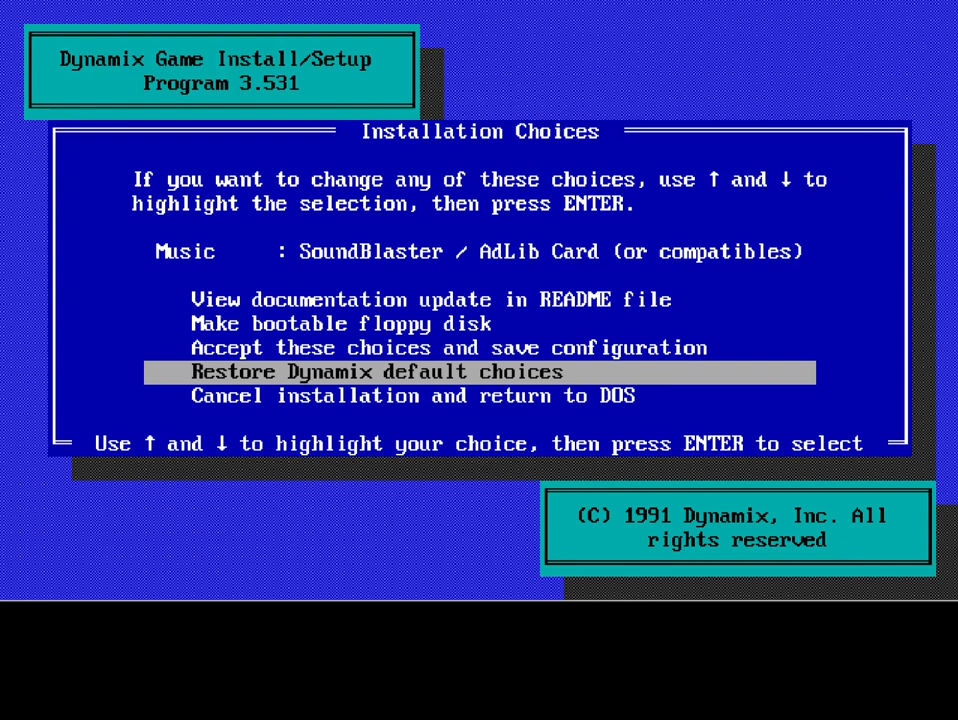 Dynamix Game Install/Setup
Program 3.531
Installation Choices
If you want to change any of these choices, use ↑ and ↓ to
highlight the selection, then press ENTER.
Music : SoundBlaster / AdLib Card (or compatibles)
View documentation update in README file
Make bootable floppy disk
Accept these choices and save configuration
Restore Dynamix default choices
Cancel installation and return to DOS
Use ↑ and ↓ to highlight your choice, then press ENTER to select
(C) 1991 Dynamix, Inc. All
rights reserved